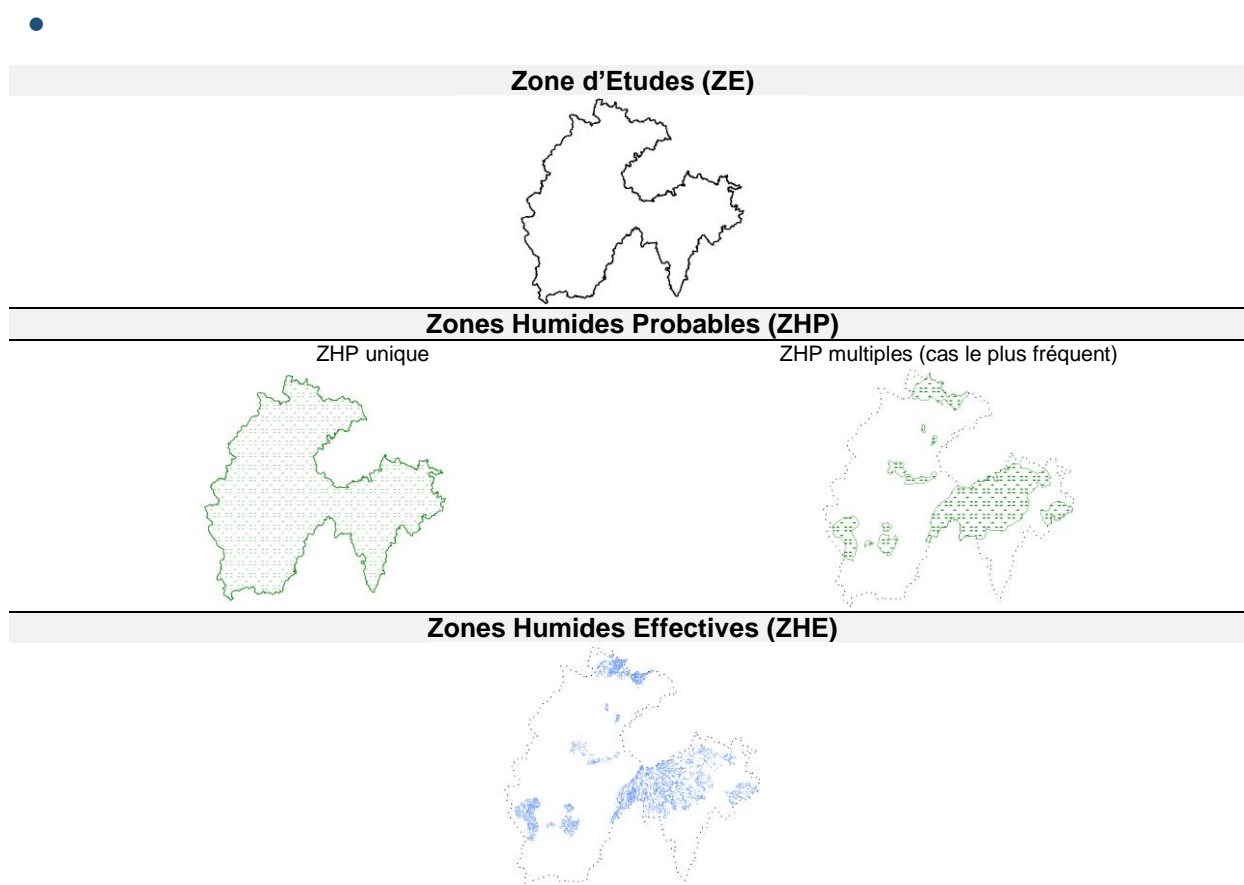 Zone d’Etudes (ZE)
Zones Humides Probables (ZHP)
ZHP unique
ZHP multiples (cas le plus fréquent)
Zones Humides Effectives (ZHE)